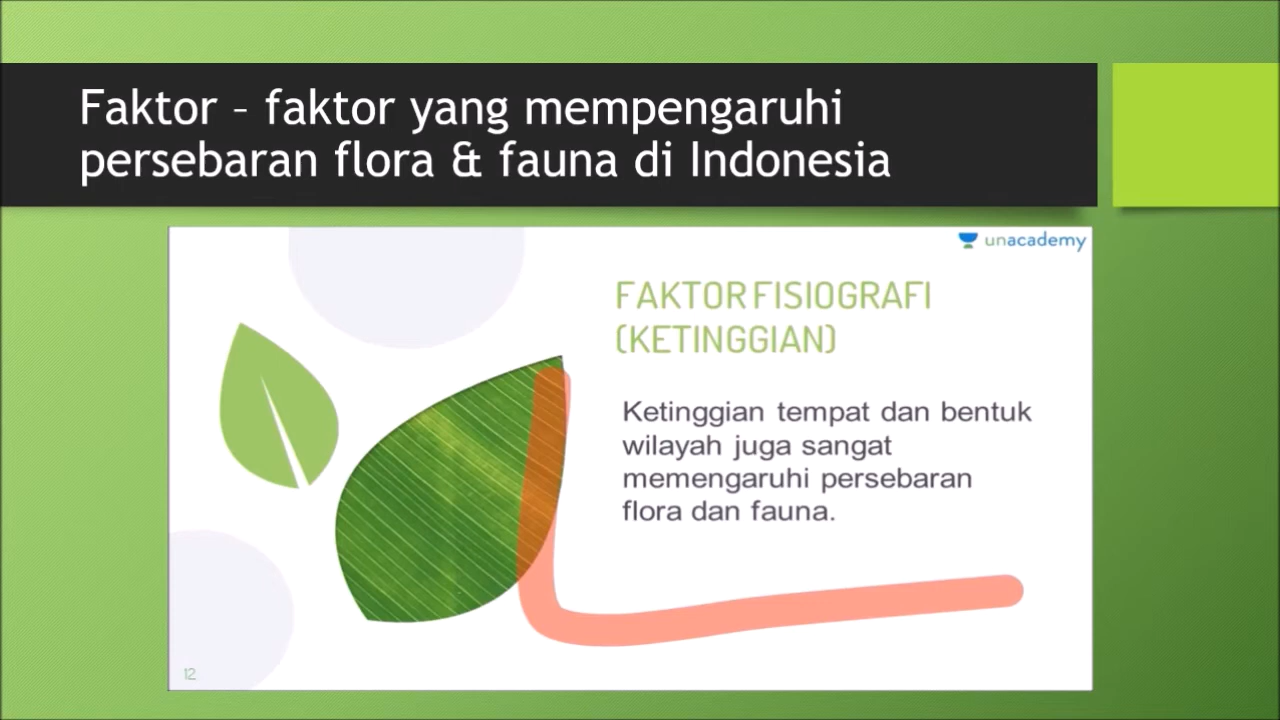 Faktor – faktor yang mempengaruhi
persebaran flora & fauna di Indonesia
unacademy
FAKTOR FISIOGRAFI
(KETINGGIAN)
Ketinggian tempat dan bentuk
wilayah juga sangat
memengaruhi persebaran
flora dan fauna.
12